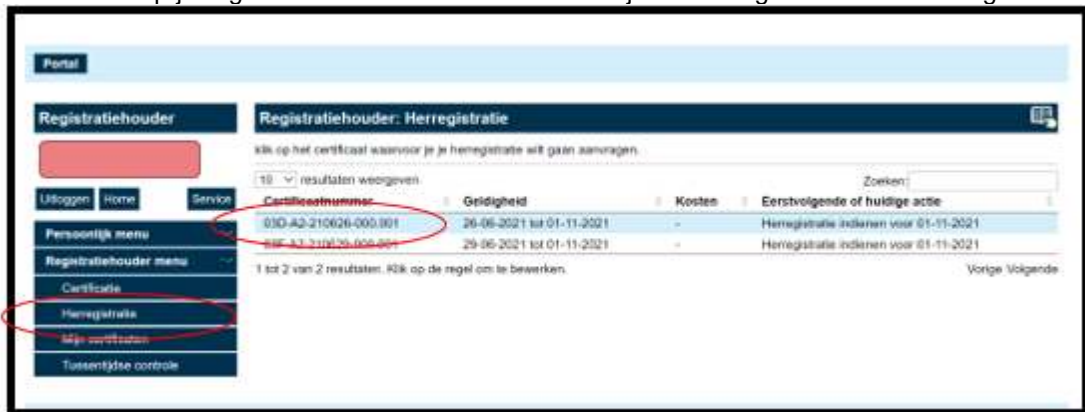 Portal
Registratiehouder
Registratiehouder: Herregistratie
klik op het certificaat waarvoor je je herregistratie wilt gaan aanvragen.
10 resultaten weergeven
Zoeken:
Uitloggen Home Service
Certificaatnummer Geldigheid Kosten Eerstvolgende of huidige actie
03D-A2-210626-000.001 26-06-2021 tot 01-11-2021 - Herregistratie indienen voor 01-11-2021
29-06-2021 tot 01-11-2021 - Herregistratie indienen voor 01-11-2021
Persoonlijk menu
Registratiehouder menu
1 tot 2 van 2 resultaten. Klik op de regel om te bewerken.
Vorige Volgende
Certificatie
Herregistratie
Mijn certificaten
Tussentijdse controle